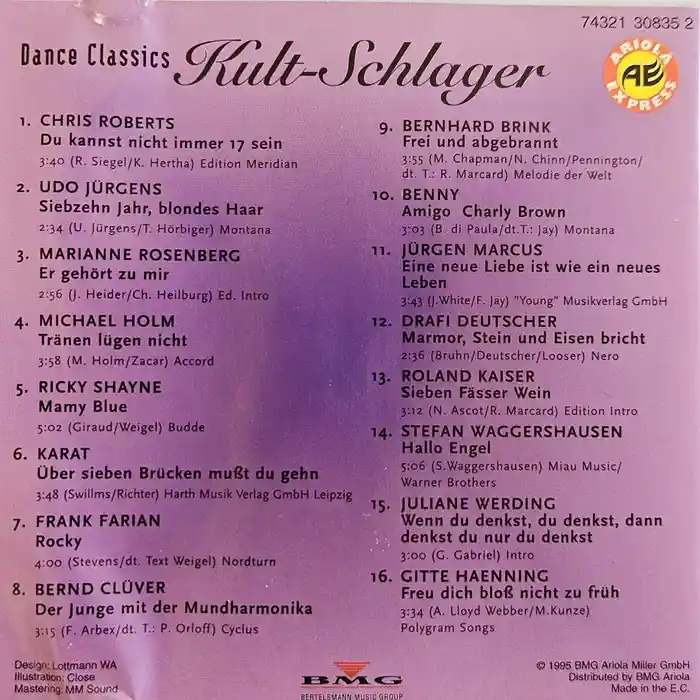 74321 30835 2
Dance Classics Kult-Schlager
ARIOLA
AE
EXPRESS
1. CHRIS ROBERTS
Du kannst nicht immer 17 sein
3:40 (R. Siegel/K. Hertha) Edition Meridian
2. UDO JÜRGENS
Siebzehn Jahr, blondes Haar
2:34 (U. Jürgens/T. Hörbiger) Montana
3. MARIANNE ROSENBERG
Er gehört zu mir
2:56 (J. Heider/Ch. Heilburg) Ed. Intro
4. MICHAEL HOLM
Tränen lügen nicht
3:58 (M. Holm/Zacar) Accord
5. RICKY SHAYNE
Mamy Blue
5:02 (Giraud/Weigel) Budde
6. KARAT
Über sieben Brücken mußt du gehn
3:48 (Swillms/Richter) Harth Musik Verlag GmbH Leipzig
7. FRANK FARIAN
Rocky
4:00 (Stevens/dt. Text Weigel) Nordturn
8. BERND CLÜVER
Der Junge mit der Mundharmonika
3:15 (F. Arbex/dt. T.: P. Orloff) Cyclus
9. BERNHARD BRINK
Frei und abgebrannt
3:55 (M. Chapman/N. Chinn/Pennington/
dt. T.: R. Marcard) Melodie der Welt
10. BENNY
Amigo Charly Brown
3:03 (B. di Paula/dt.T.: Jay) Montana
11. JÜRGEN MARCUS
Eine neue Liebe ist wie ein neues
Leben
3:43 (J.White/F. Jay) "Young" Musikverlag GmbH
12. DRAFI DEUTSCHER
Marmor, Stein und Eisen bricht
2:36 (Bruhn/Deutscher/Looser) Nero
13. ROLAND KAISER
Sieben Fässer Wein
3:12 (N. Ascot/R. Marcard) Edition Intro
14. STEFAN WAGGERSHAUSEN
Hallo Engel
5:06 (S.Waggershausen) Miau Music/
Warner Brothers
15. JULIANE WERDING
Wenn du denkst, du denkst, dann
denkst du nur du denkst
3:00 (G. Gabriel) Intro
16. GITTE HAENNING
Freu dich bloß nicht zu früh
3:34 (A. Lloyd Webber/M.Kunze)
Polygram Songs
Design: Lottmann WA
Illustration: Close
Mastering: MM Sound
BMG
BERTELSMANN MUSIC GROUP
© 1995 BMG Ariola Miller GmbH
Distributed by BMG Ariola
Made in the E.C.